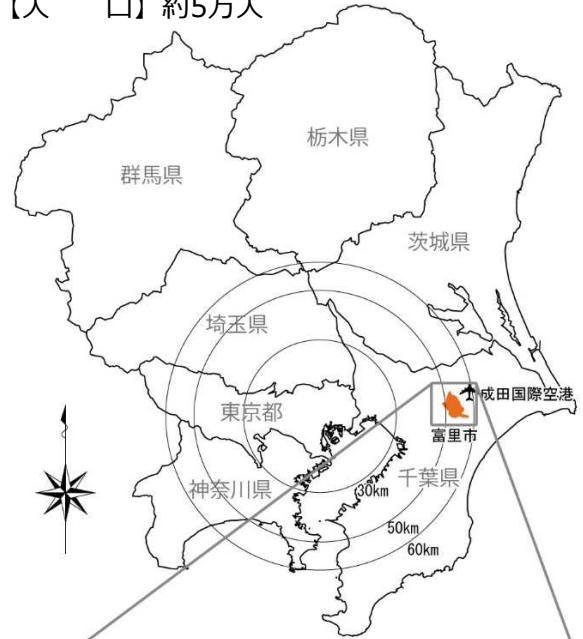 【人　　口】約5万人
栃木県
群馬県
茨城県
埼玉県
成田国際空港
東京都
富里市
千葉県
神奈川県
30km
50km
60km